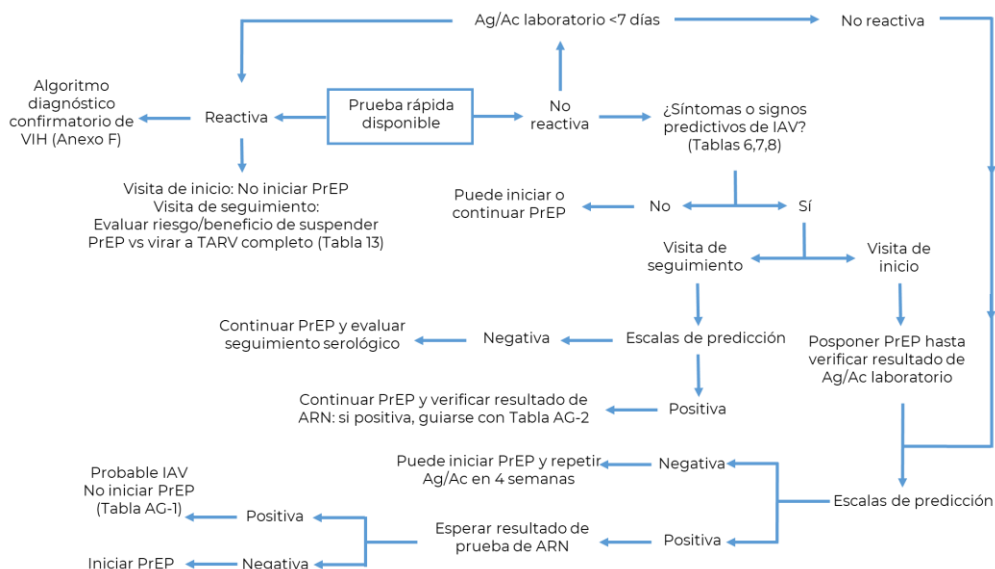 Ag/Ac laboratorio <7 días
No reactiva
Algoritmo
diagnóstico
confirmatorio de
VIH (Anexo F)
Reactiva
Prueba rápida
disponible
No
reactiva
¿Síntomas o signos
predictivos de IAV?
(Tablas 6,7,8)
Visita de inicio: No iniciar PrEP
Visita de seguimiento:
Evaluar riesgo/beneficio de suspender
PrEP vs virar a TARV completo (Tabla 13)
Puede iniciar o
continuar PrEP
No
Sí
Visita de
seguimiento
Visita de
inicio
Continuar PrEP y evaluar
seguimiento serológico
Negativa
Escalas de predicción
Posponer PrEP hasta
verificar resultado de
Ag/Ac laboratorio
Continuar PrEP y verificar resultado de
ARN: si positiva, guiarse con Tabla AG-2
Positiva
Puede iniciar PrEP y repetir
Ag/Ac en 4 semanas
Negativa
Escalas de predicción
Probable IAV
No iniciar PrEP
(Tabla AG-1)
Positiva
Esperar resultado de
prueba de ARN
Positiva
Iniciar PrEP
Negativa